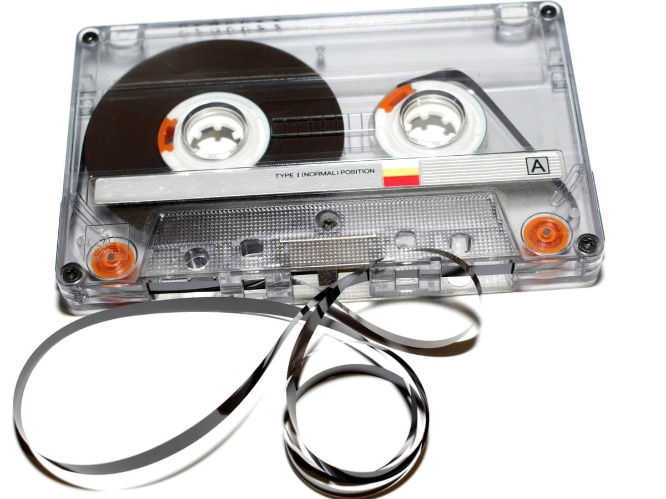 TYPE I (NORMAL) POSITION
A